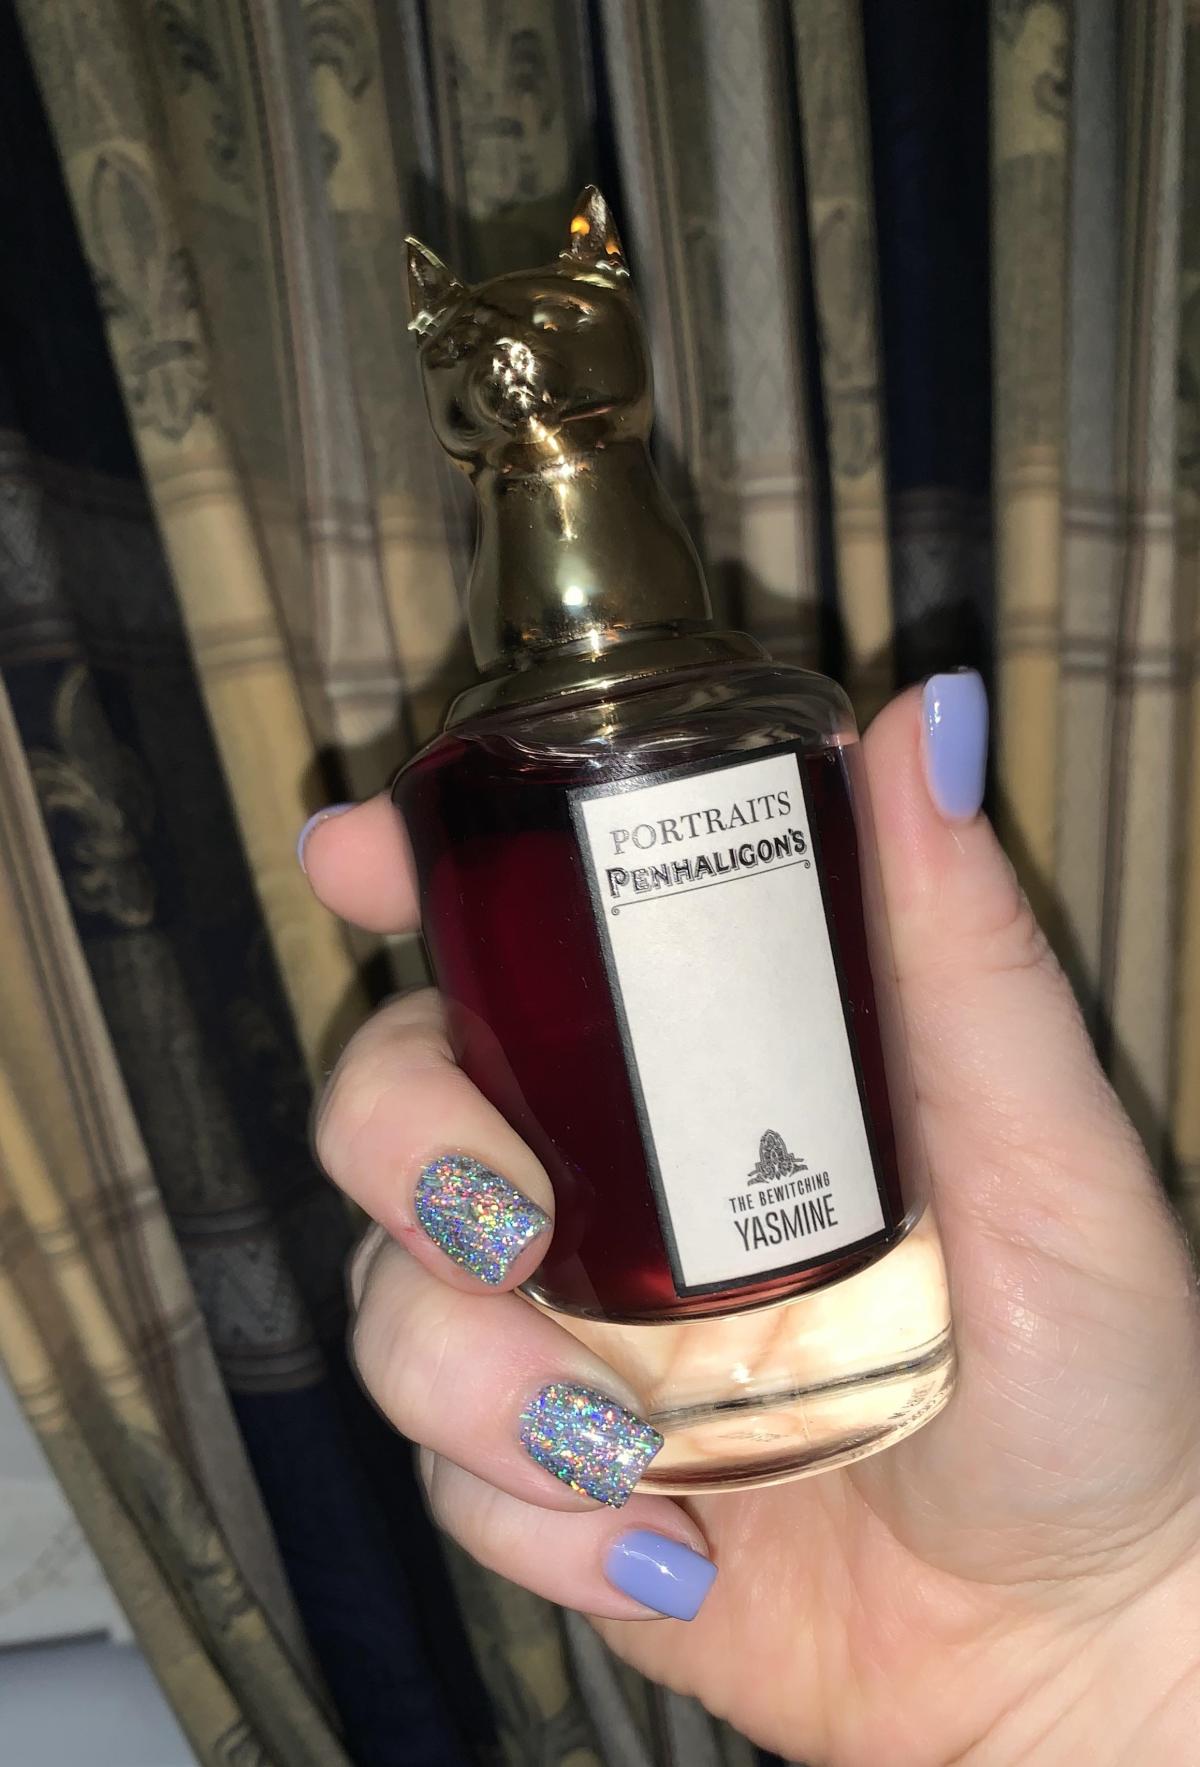 PORTRAITS
PENHALIGON'S
THE BEWITCHING
YASMINE